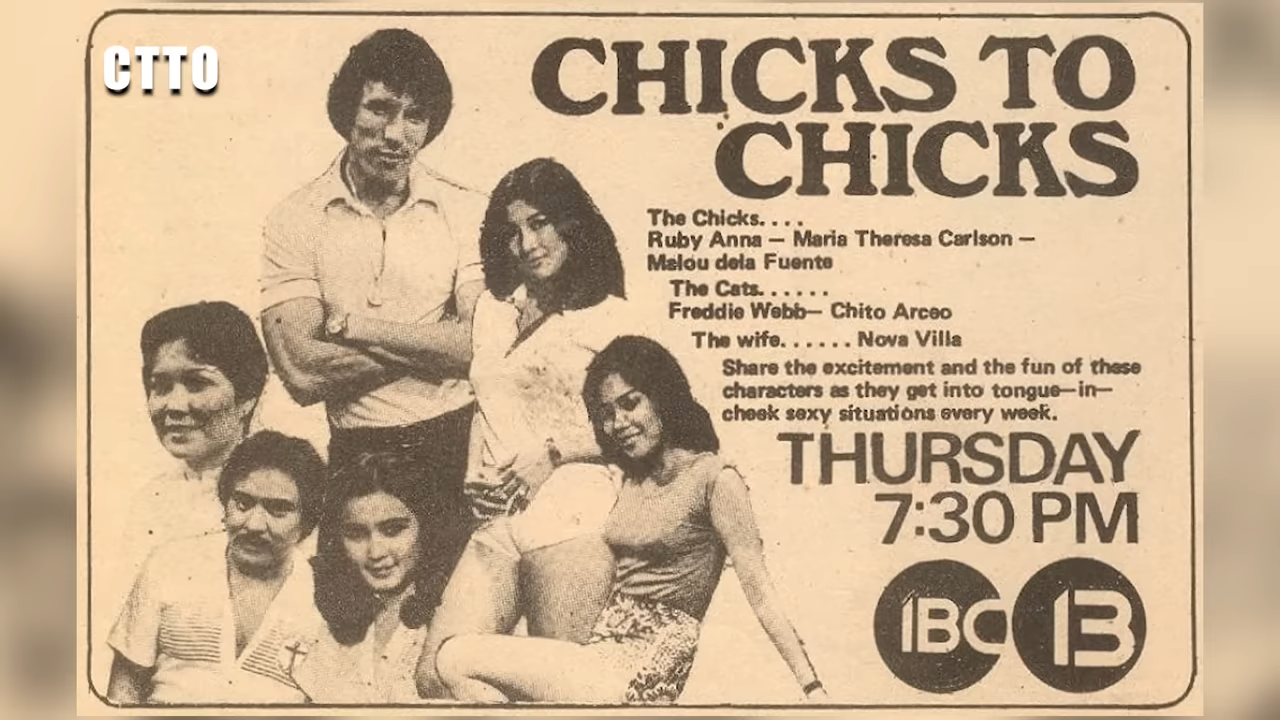 CTTO
CHICKS TO
CHICKS
The Chicks. . . .
Ruby Anna — Maria Theresa Carlson —
Malou dela Fuente
The Cats. . . . . .
Freddie Webb— Chito Arceo
The wife. . . . . . Nova Villa
Share the excitement and the fun of these
characters as they get into tongue—in—
cheek sexy situations every week.
THURSDAY
7:30 PM
IBC 13